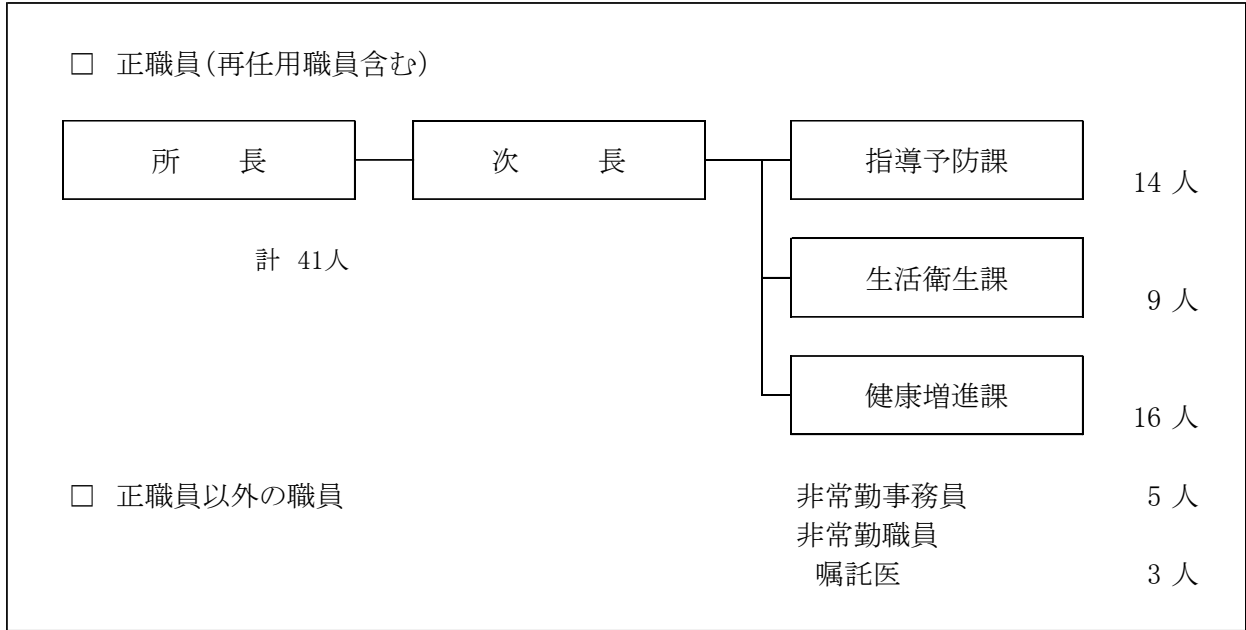 □ 正職員(再任用職員含む)
所　　長
次　　長
指導予防課
14 人
計 41人
生活衛生課
9 人
健康増進課
16 人
□ 正職員以外の職員
非常勤事務員 5 人
非常勤職員
嘱託医 3 人